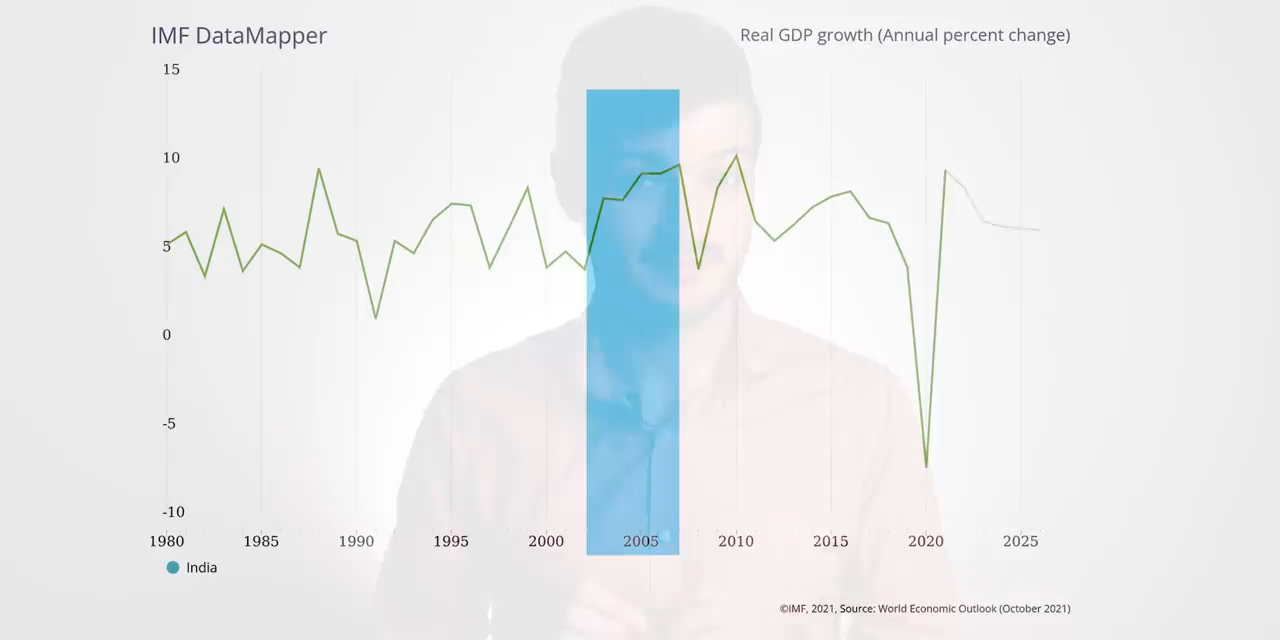 IMF DataMapper
Real GDP growth (Annual percent change)
15
10
5
0
-5
-10
1980 1985 1990 1995 2000 2005 2010 2015 2020 2025
India
©IMF, 2021, Source: World Economic Outlook (October 2021)